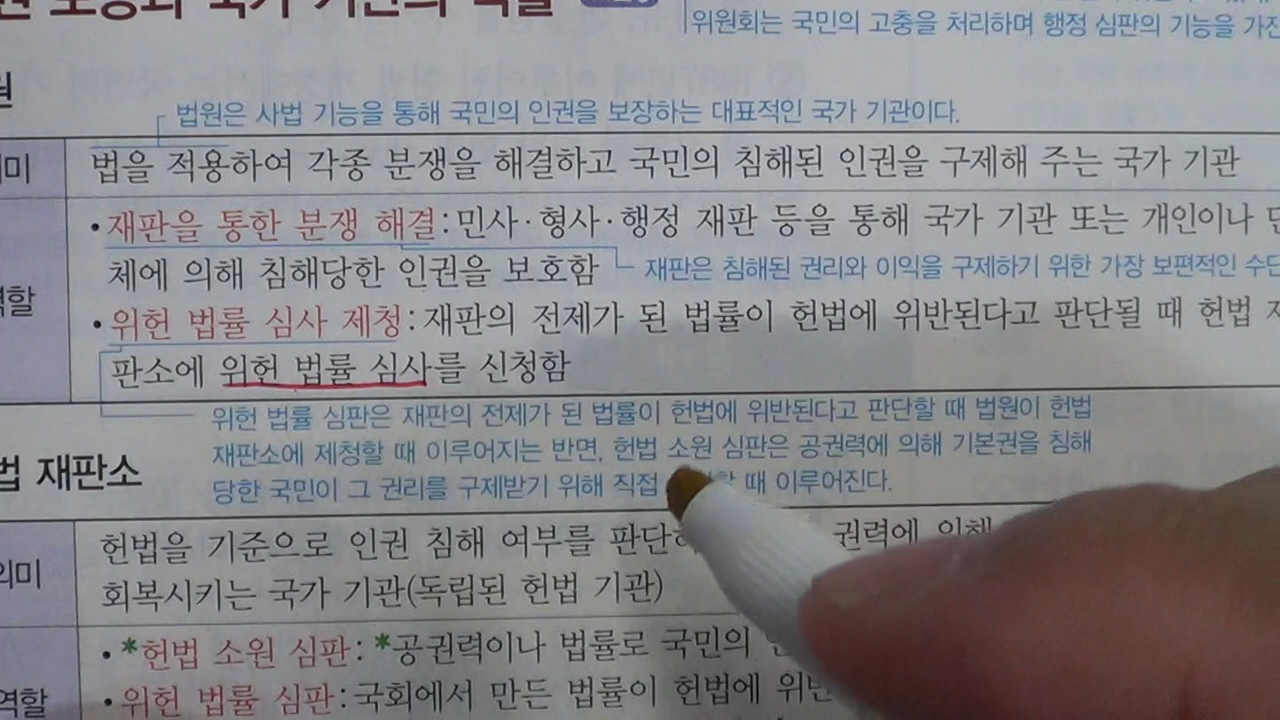 국가 기관의 역할
위원회는 국민의 고충을 처리하며 행정 심판의 기능을
법원은 사법 기능을 통해 국민의 인권을 보장하는 대표적인 국가 기관이다.
법을 적용하여 각종 분쟁을 해결하고 국민의 침해된 인권을 구제해 주는 국가 기관
•재판을 통한 분쟁 해결:민사·형사·행정 재판 등을 통해 국가 기관 또는 개인이나
체에 의해 침해당한 인권을 보호함
재판은 침해된 권리와 이익을 구제하기 위한 가장 보편적인
•위헌 법률 심사 제청:재판의 전제가 된 법률이 헌법에 위반된다고 판단될 때 헌법
판소에 위헌 법률 심사를 신청함
위헌 법률 심판은 재판의 전제가 된 법률이 헌법에 위반된다고 판단할 때 법원이 헌법
재판소에 제청할 때 이루어지는 반면, 헌법 소원 심판은 공권력에 의해 기본권을 침해
당한 국민이 그 권리를 구제받기 위해 직접 때 이루어진다.
재판소
의미
헌법을 기준으로 인권 침해 여부를 권력에 의해
회복시키는 국가 기관(독립된 헌법 기관)
역할
•*헌법 소원 심판: *공권력이나 법률로 국민의
•위헌 법률 심판:국회에서 만든 법률이 헌법에